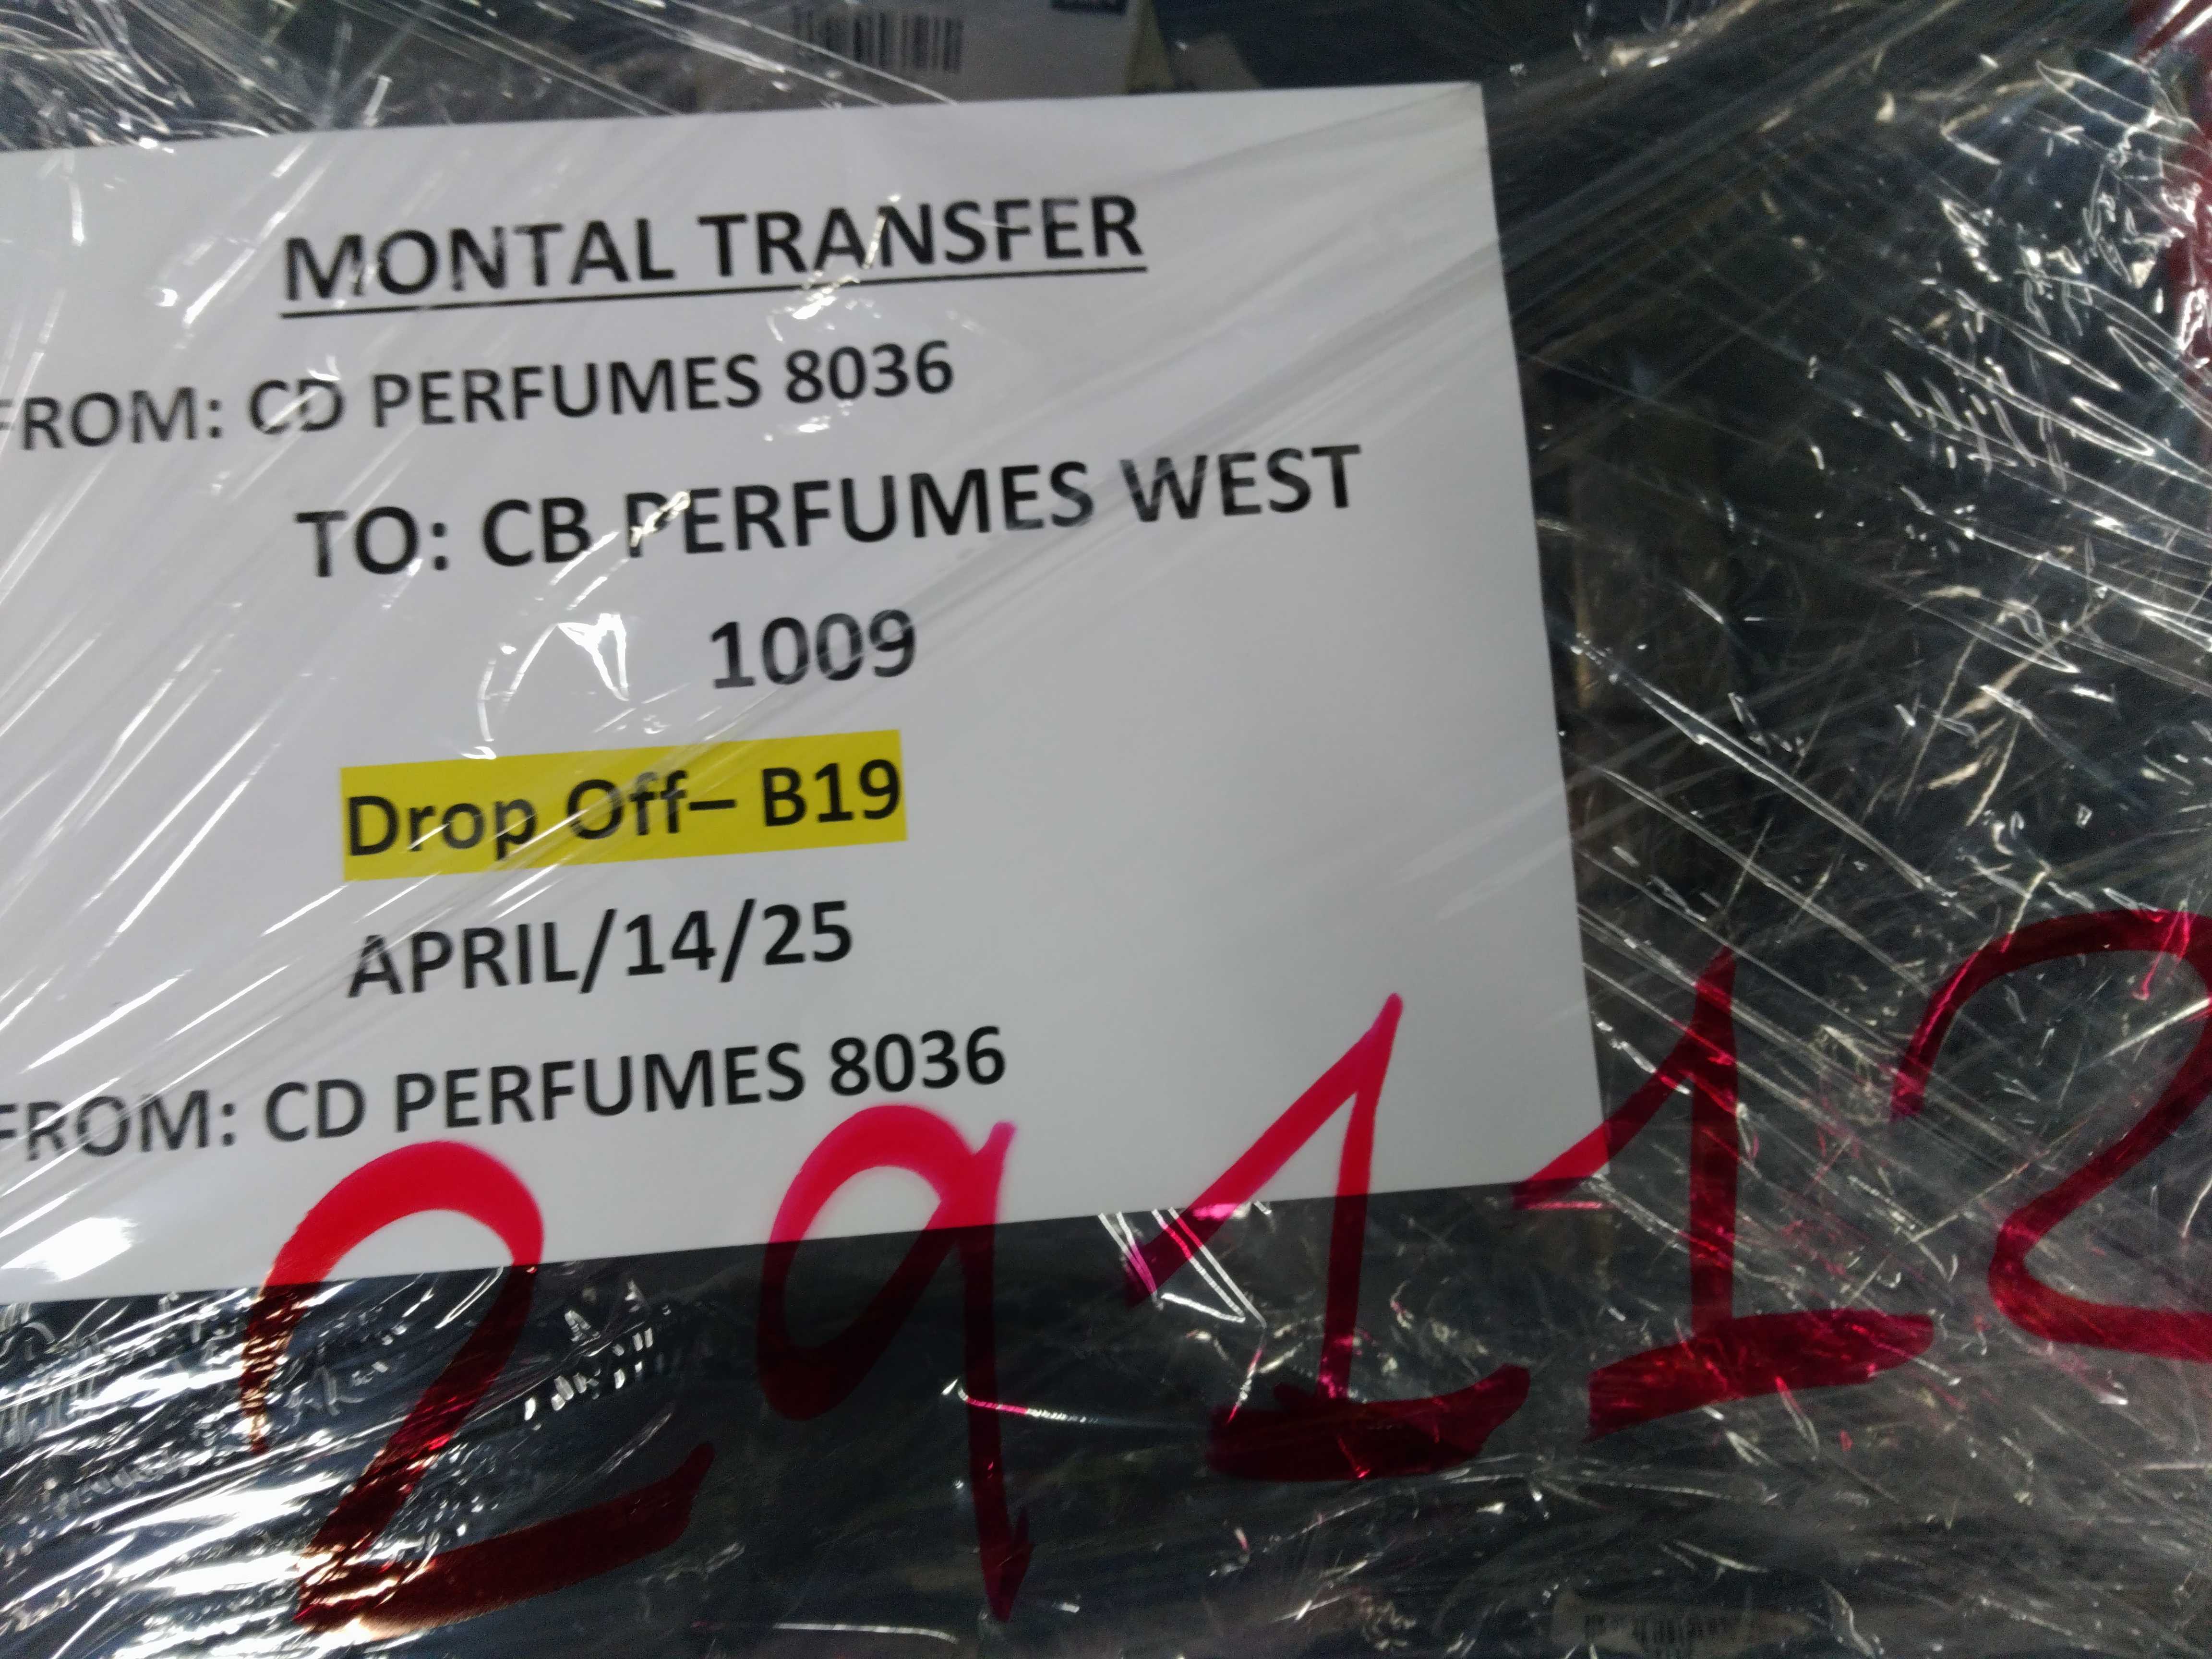 MONTAL TRANSFER
FROM: CD PERFUMES 8036
TO: CB PERFUMES WEST
1009
Drop Off– B19
APRIL/14/25
FROM: CD PERFUMES 8036
29112